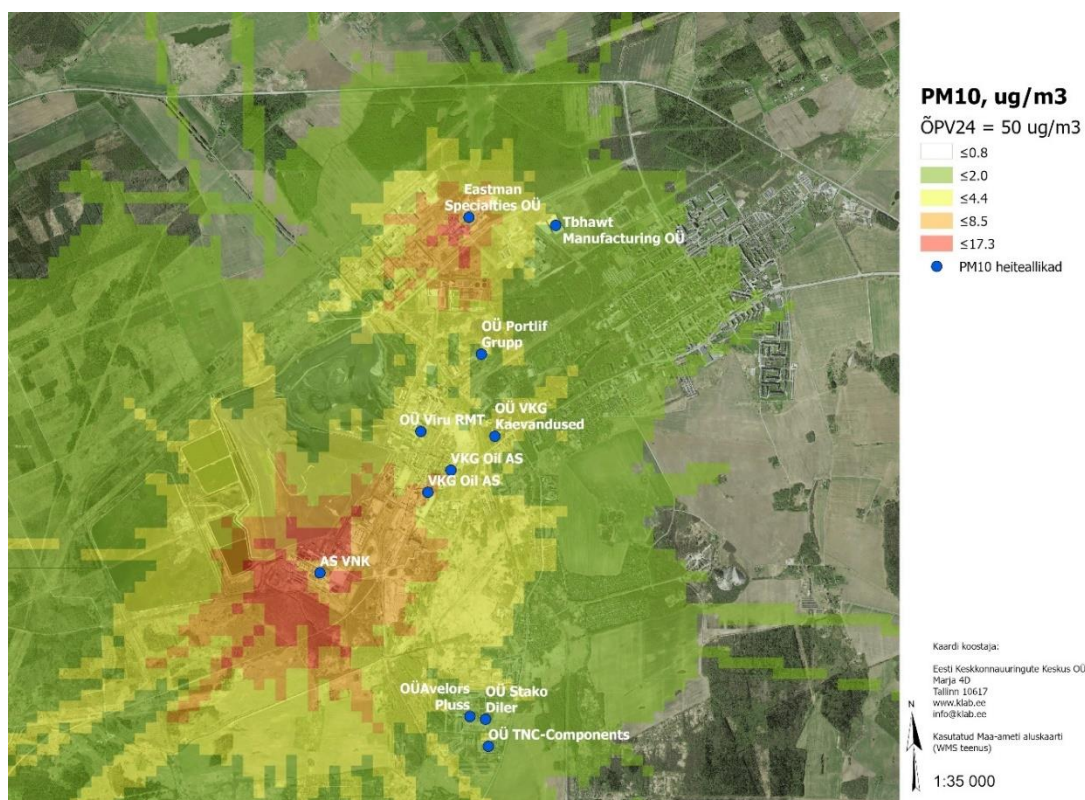 PM10, ug/m3
ÕPV24 = 50 ug/m3
≤0.8
≤2.0
≤4.4
≤8.5
≤17.3
PM10 heiteallikad
Eastman
Specialties OÜ
Tbhawt
Manufacturing OÜ
OÜ Portlif
Grupp
OÜ Viru RMT
OÜ VKG
Kaevandused
VKG Oil AS
VKG Oil AS
AS VNK
OÜAvelors
Pluss
OÜ Stako
Diler
OÜ TNC-Components
Kaardi koostaja:
Eesti Keskkonnauuringute Keskus OÜ
Marja 4D
Tallinn 10617
www.klab.ee
info@klab.ee
Kasutatud Maa-ameti aluskaarti
(WMS teenus)
N
1:35 000